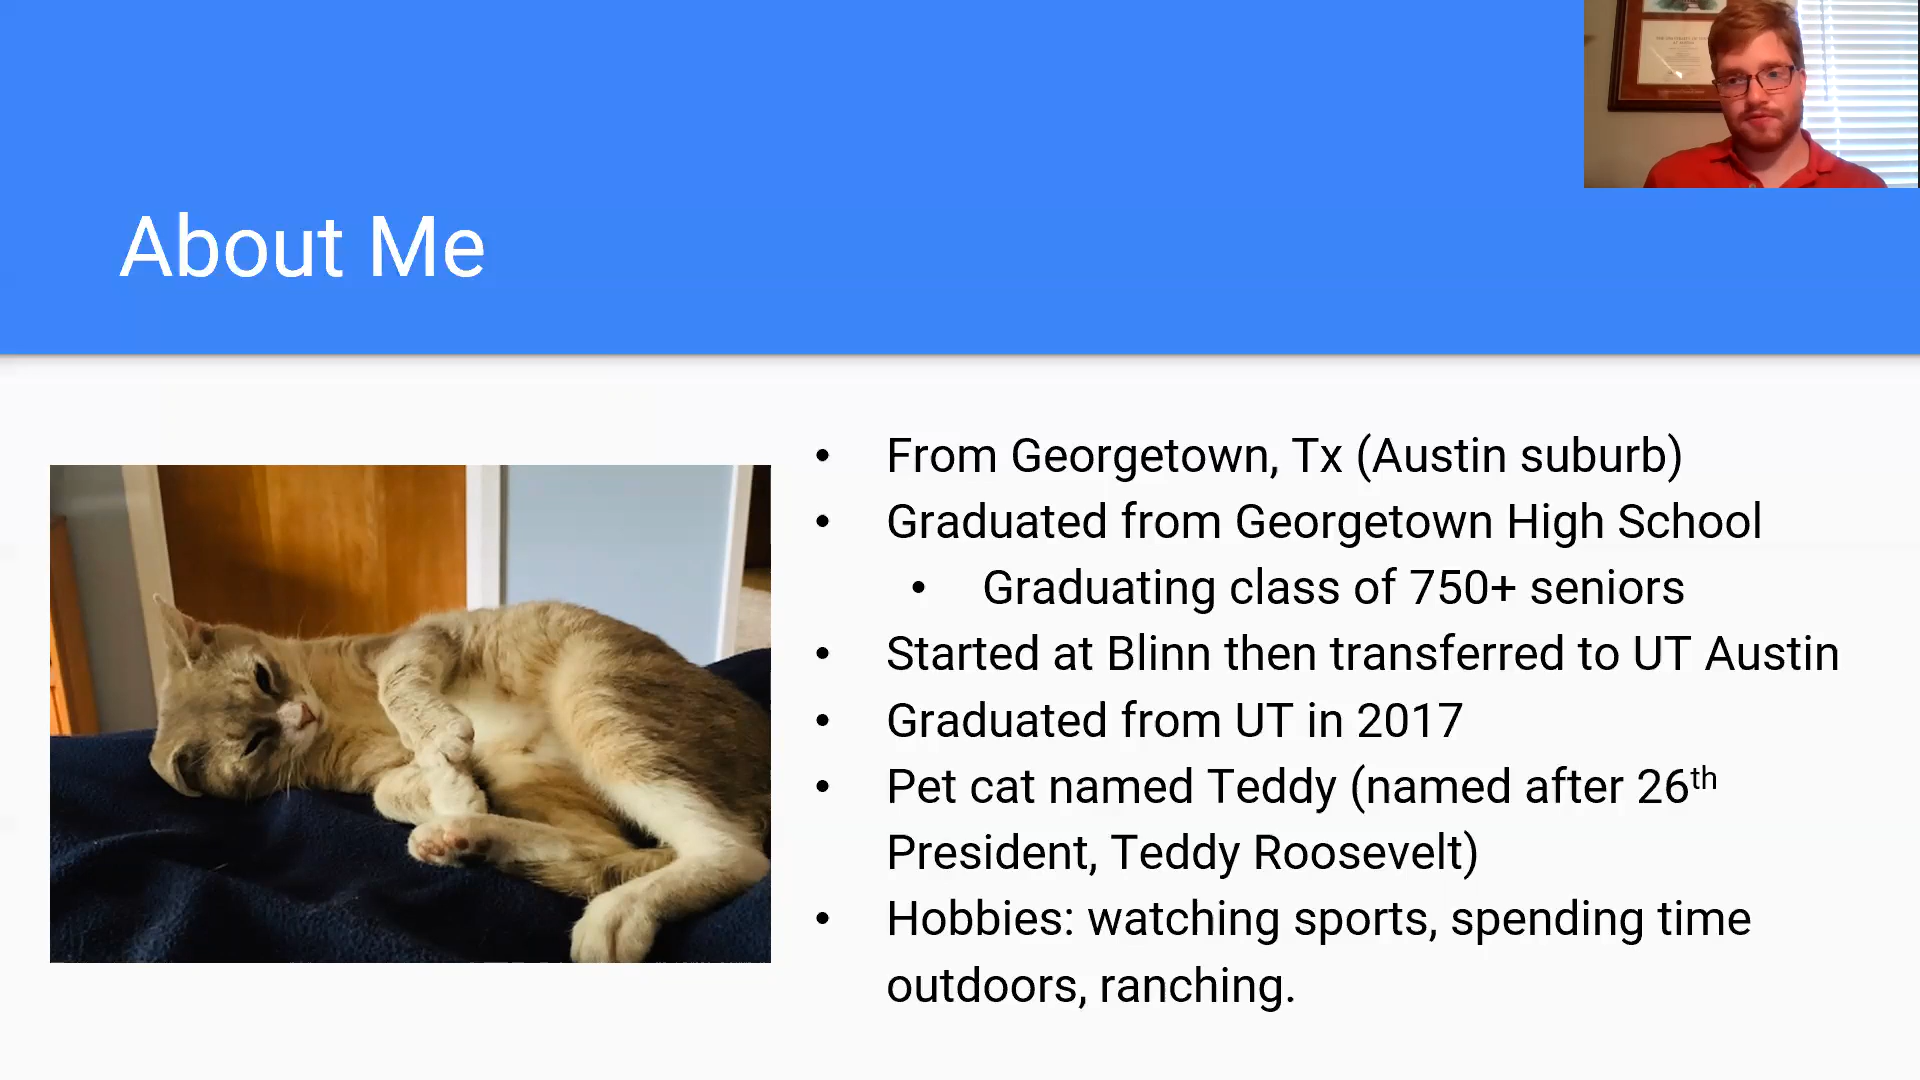 About Me
• From Georgetown, Tx (Austin suburb)
• Graduated from Georgetown High School
• Graduating class of 750+ seniors
• Started at Blinn then transferred to UT Austin
• Graduated from UT in 2017
• Pet cat named Teddy (named after 26th
President, Teddy Roosevelt)
• Hobbies: watching sports, spending time
outdoors, ranching.